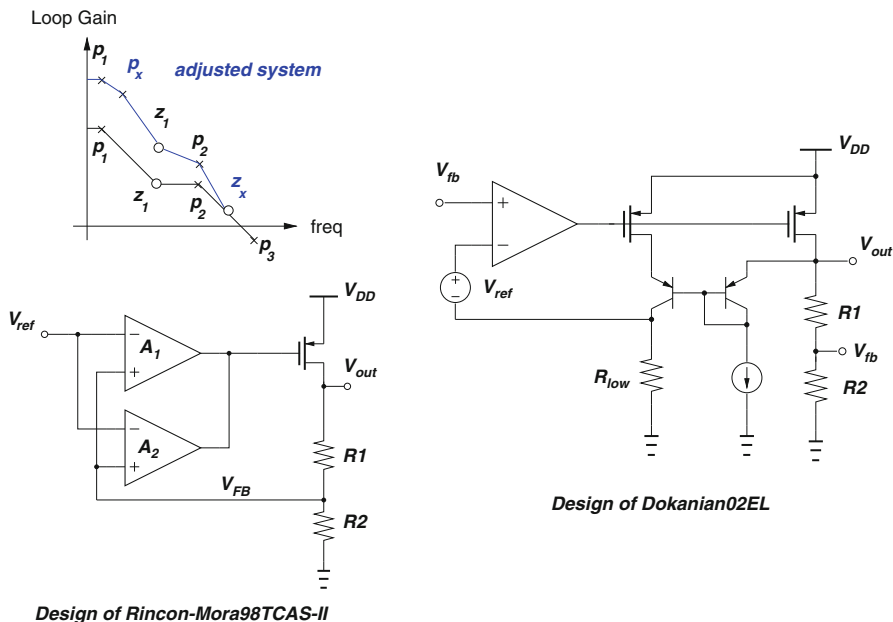 Loop Gain
p1
px
adjusted system
z1
p2
p1
zx
z1
p2
freq
p3
VDD
Vref
A1
Vout
A2
R1
VFB
R2
Design of Rincon-Mora98TCAS-II
VDD
Vfb
+
−
Vout
+
−
Vref
R1
Vfb
Rlow
R2
Design of Dokanian02EL
−
+
−
+